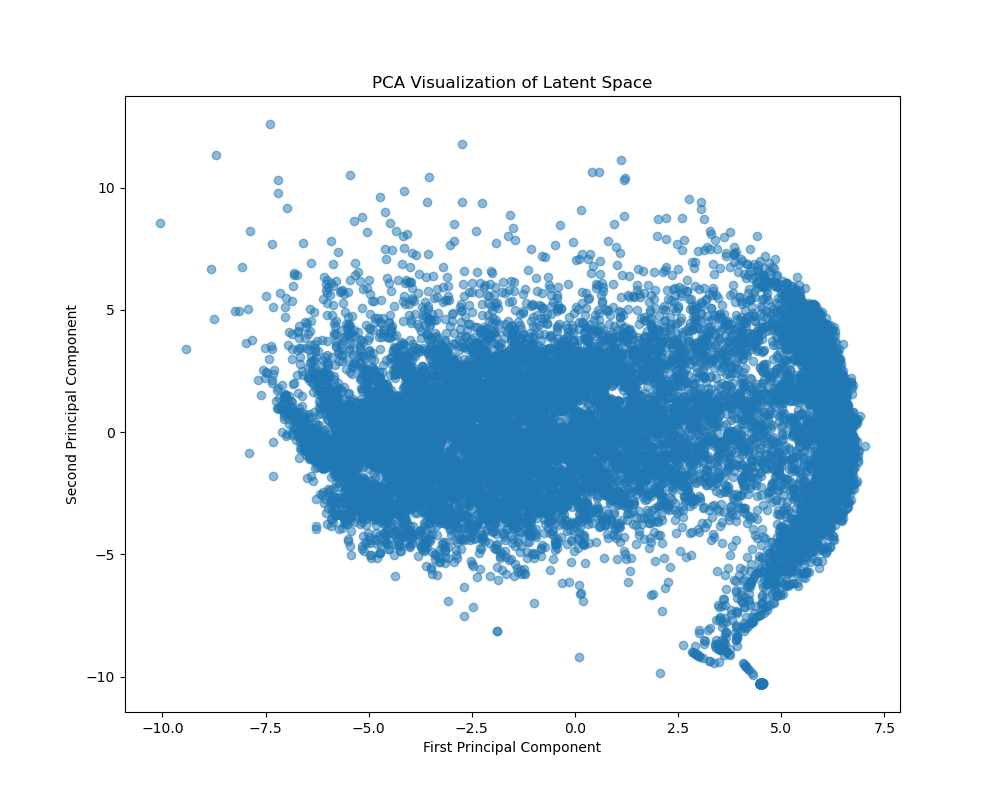 PCA Visualization of Latent Space
10
5
0
−5
−10
Second Principal Component
−10.0 −7.5 −5.0 −2.5 0.0 2.5 5.0 7.5
First Principal Component